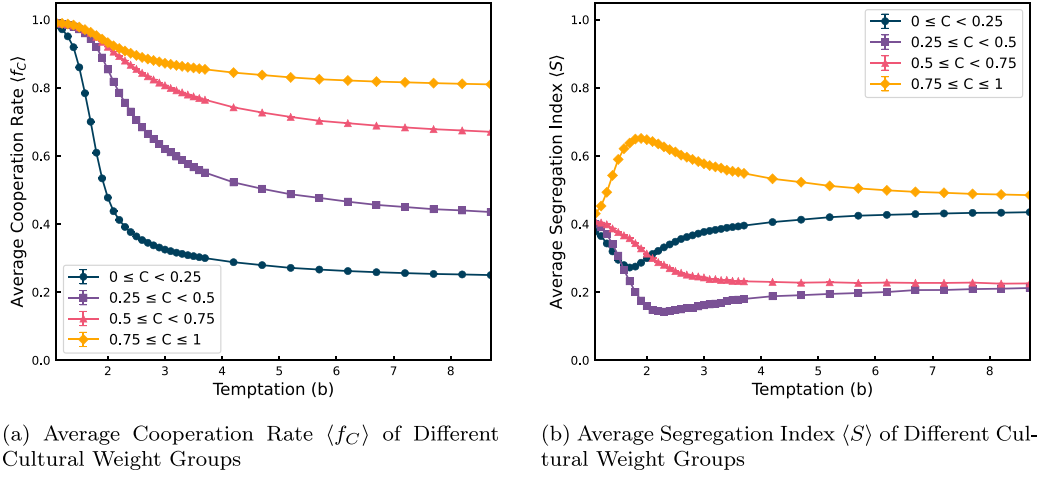 1.0
0.8
0.6
0.4
0.2
0.0
2
3
4
5
6
7
8
Temptation (b)
Average Cooperation Rate ⟨f_C⟩
0 ≤ C < 0.25
0.25 ≤ C < 0.5
0.5 ≤ C < 0.75
0.75 ≤ C ≤ 1
(a) Average Cooperation Rate ⟨f_C⟩ of Different
Cultural Weight Groups
1.0
0.8
0.6
0.4
0.2
0.0
2
3
4
5
6
7
8
Temptation (b)
Average Segregation Index ⟨S⟩
0 ≤ C < 0.25
0.25 ≤ C < 0.5
0.5 ≤ C < 0.75
0.75 ≤ C ≤ 1
(b) Average Segregation Index ⟨S⟩ of Different Cul-
tural Weight Groups